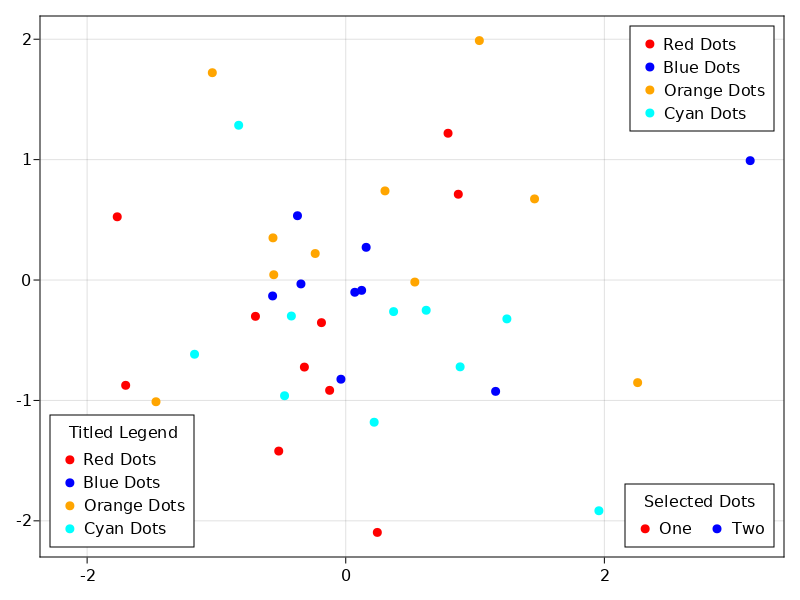 2
1
0
-1
-2
Red Dots
Blue Dots
Orange Dots
Cyan Dots
Titled Legend
Red Dots
Blue Dots
Orange Dots
Cyan Dots
Selected Dots
One Two
-2 0 2